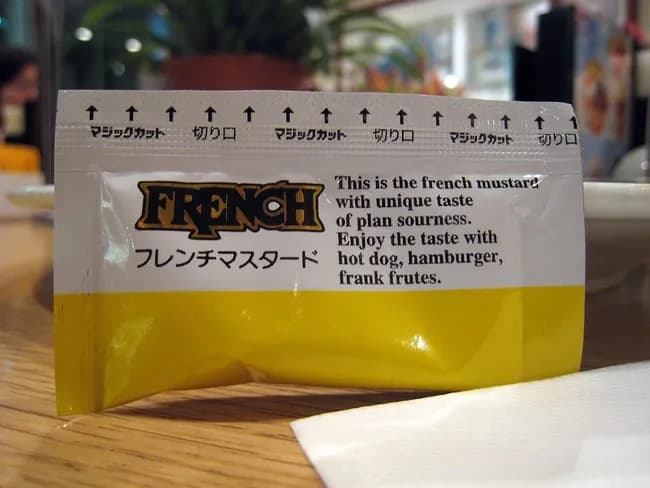 マジックカット 切り口 マジックカット 切り口 マジックカット 切り口
FRENCH
フレンチマスタード
This is the french mustard
with unique taste
of plan sourness.
Enjoy the taste with
hot dog, hamburger,
frank frutes.